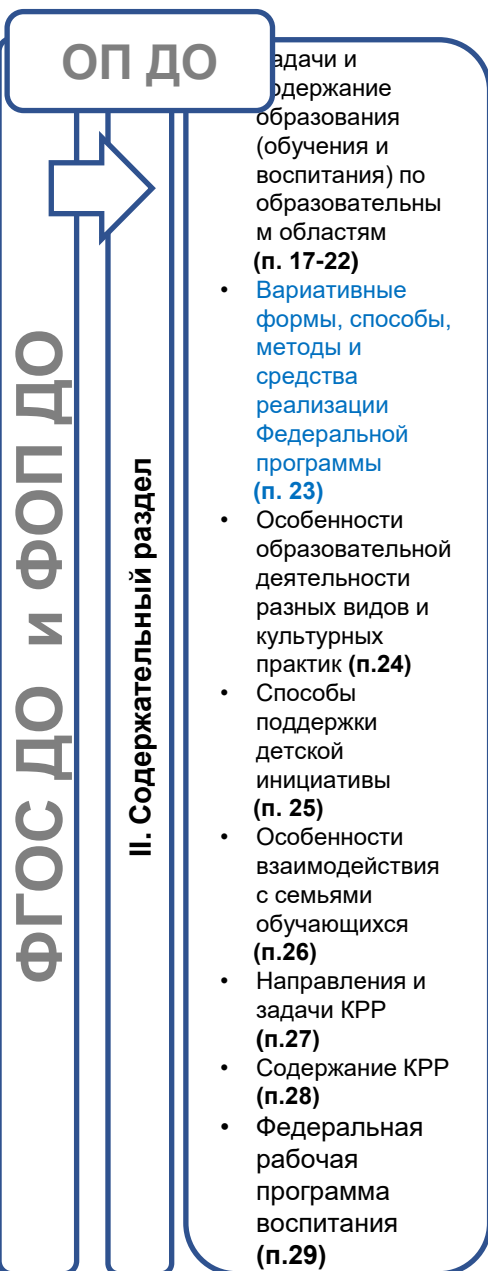 ОП ДО
ФГОС ДО и ФОП ДО
II. Содержательный раздел
адачи и
одержание
образования
(обучения и
воспитания) по
образовательны
м областям
(п. 17-22)
• Вариативные
формы, способы,
методы и
средства
реализации
Федеральной
программы
(п. 23)
• Особенности
образовательной
деятельности
разных видов и
культурных
практик (п.24)
• Способы
поддержки
детской
инициативы
(п. 25)
• Особенности
взаимодействия
с семьями
обучающихся
(п.26)
• Направления и
задачи КРР
(п.27)
• Содержание КРР
(п.28)
• Федеральная
рабочая
программа
воспитания
(п.29)